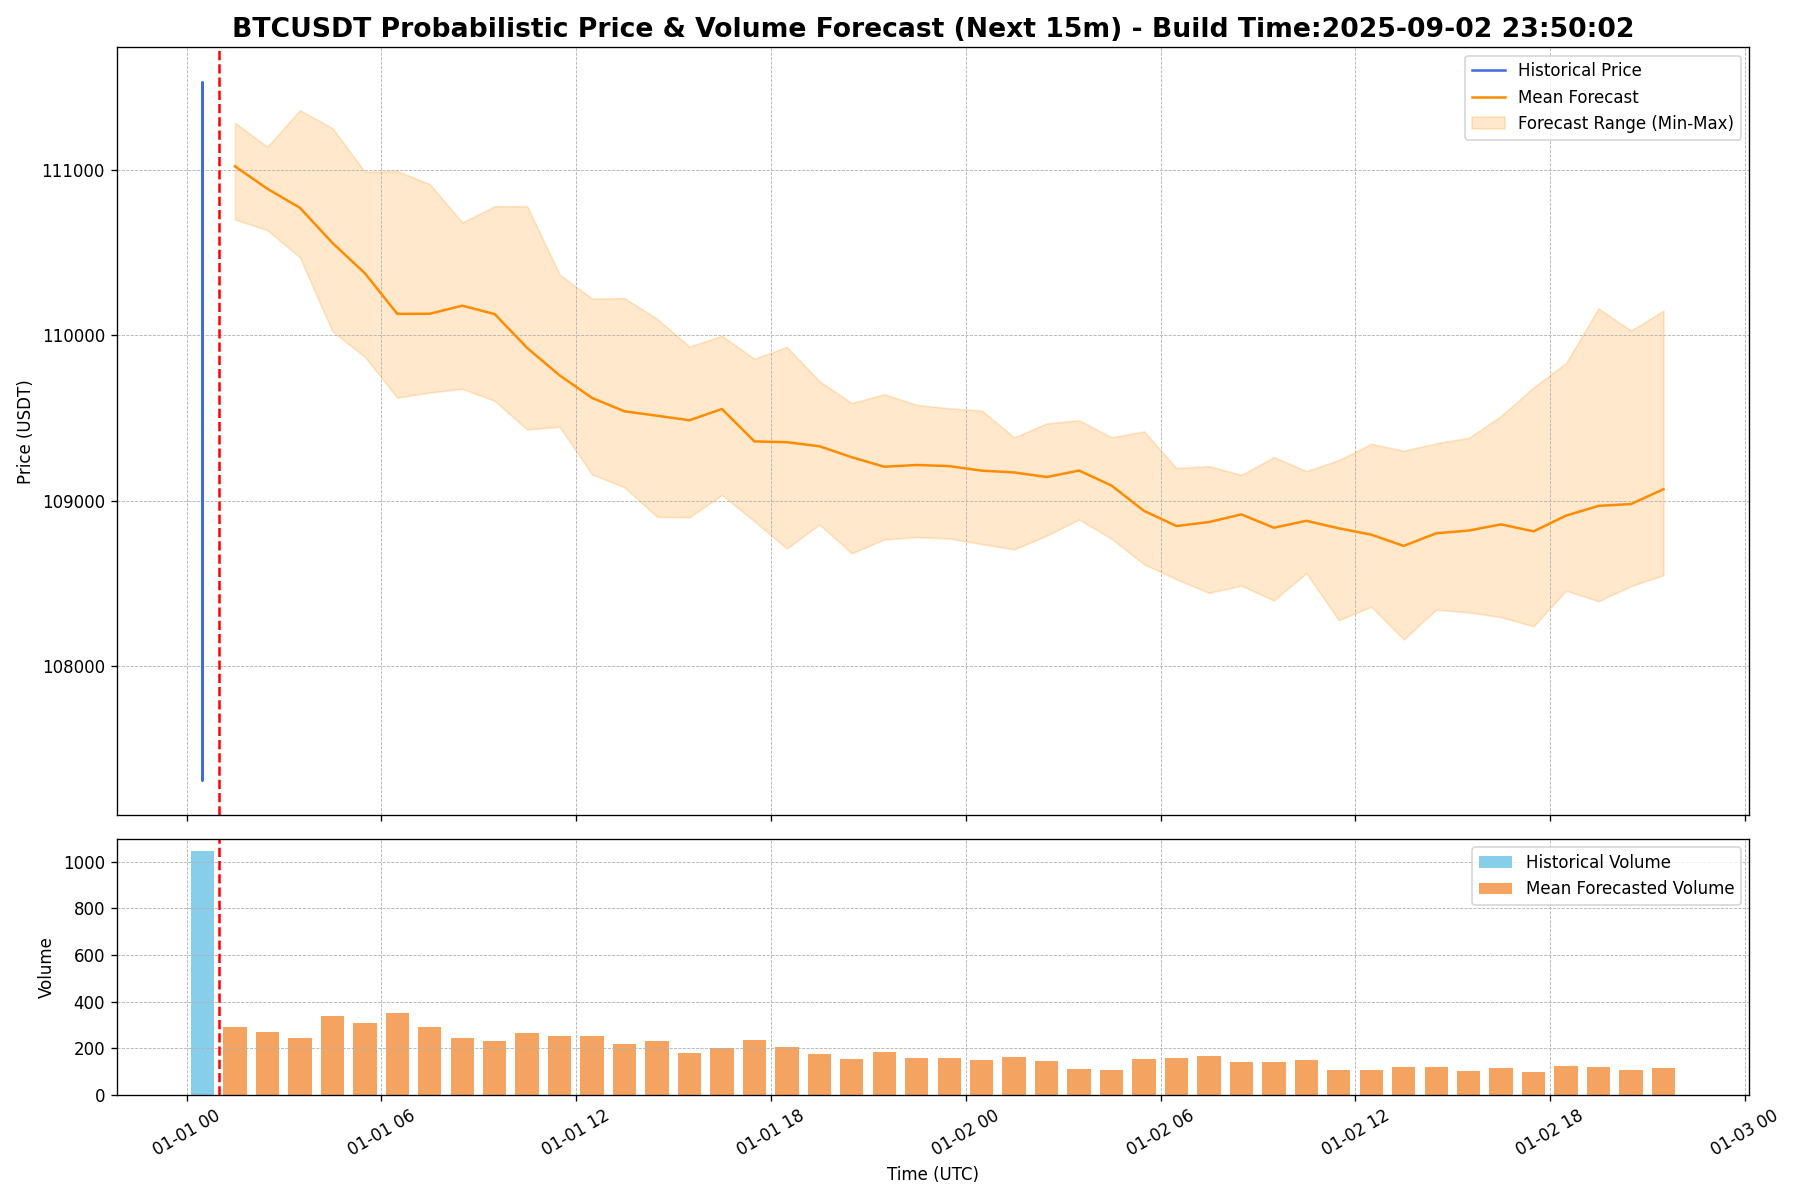 BTCUSDT Probabilistic Price & Volume Forecast (Next 15m) - Build Time:2025-09-02 23:50:02
Historical Price
Mean Forecast
Forecast Range (Min-Max)
111000
110000
109000
108000
Price (USDT)
Historical Volume
Mean Forecasted Volume
1000
800
600
400
200
0
Volume
01-01 00
01-01 06
01-01 12
01-01 18
01-02 00
01-02 06
01-02 12
01-02 18
01-03 00
Time (UTC)